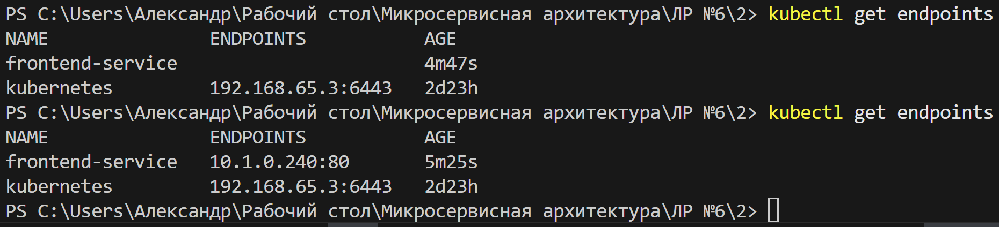 PS C:\Users\Александр\Рабочий стол\Микросервисная архитектура\ЛР №6\2> kubectl get endpoints
NAME ENDPOINTS AGE
frontend-service 4m47s
kubernetes 192.168.65.3:6443 2d23h
PS C:\Users\Александр\Рабочий стол\Микросервисная архитектура\ЛР №6\2> kubectl get endpoints
NAME ENDPOINTS AGE
frontend-service 10.1.0.240:80 5m25s
kubernetes 192.168.65.3:6443 2d23h
PS C:\Users\Александр\Рабочий стол\Микросервисная архитектура\ЛР №6\2>